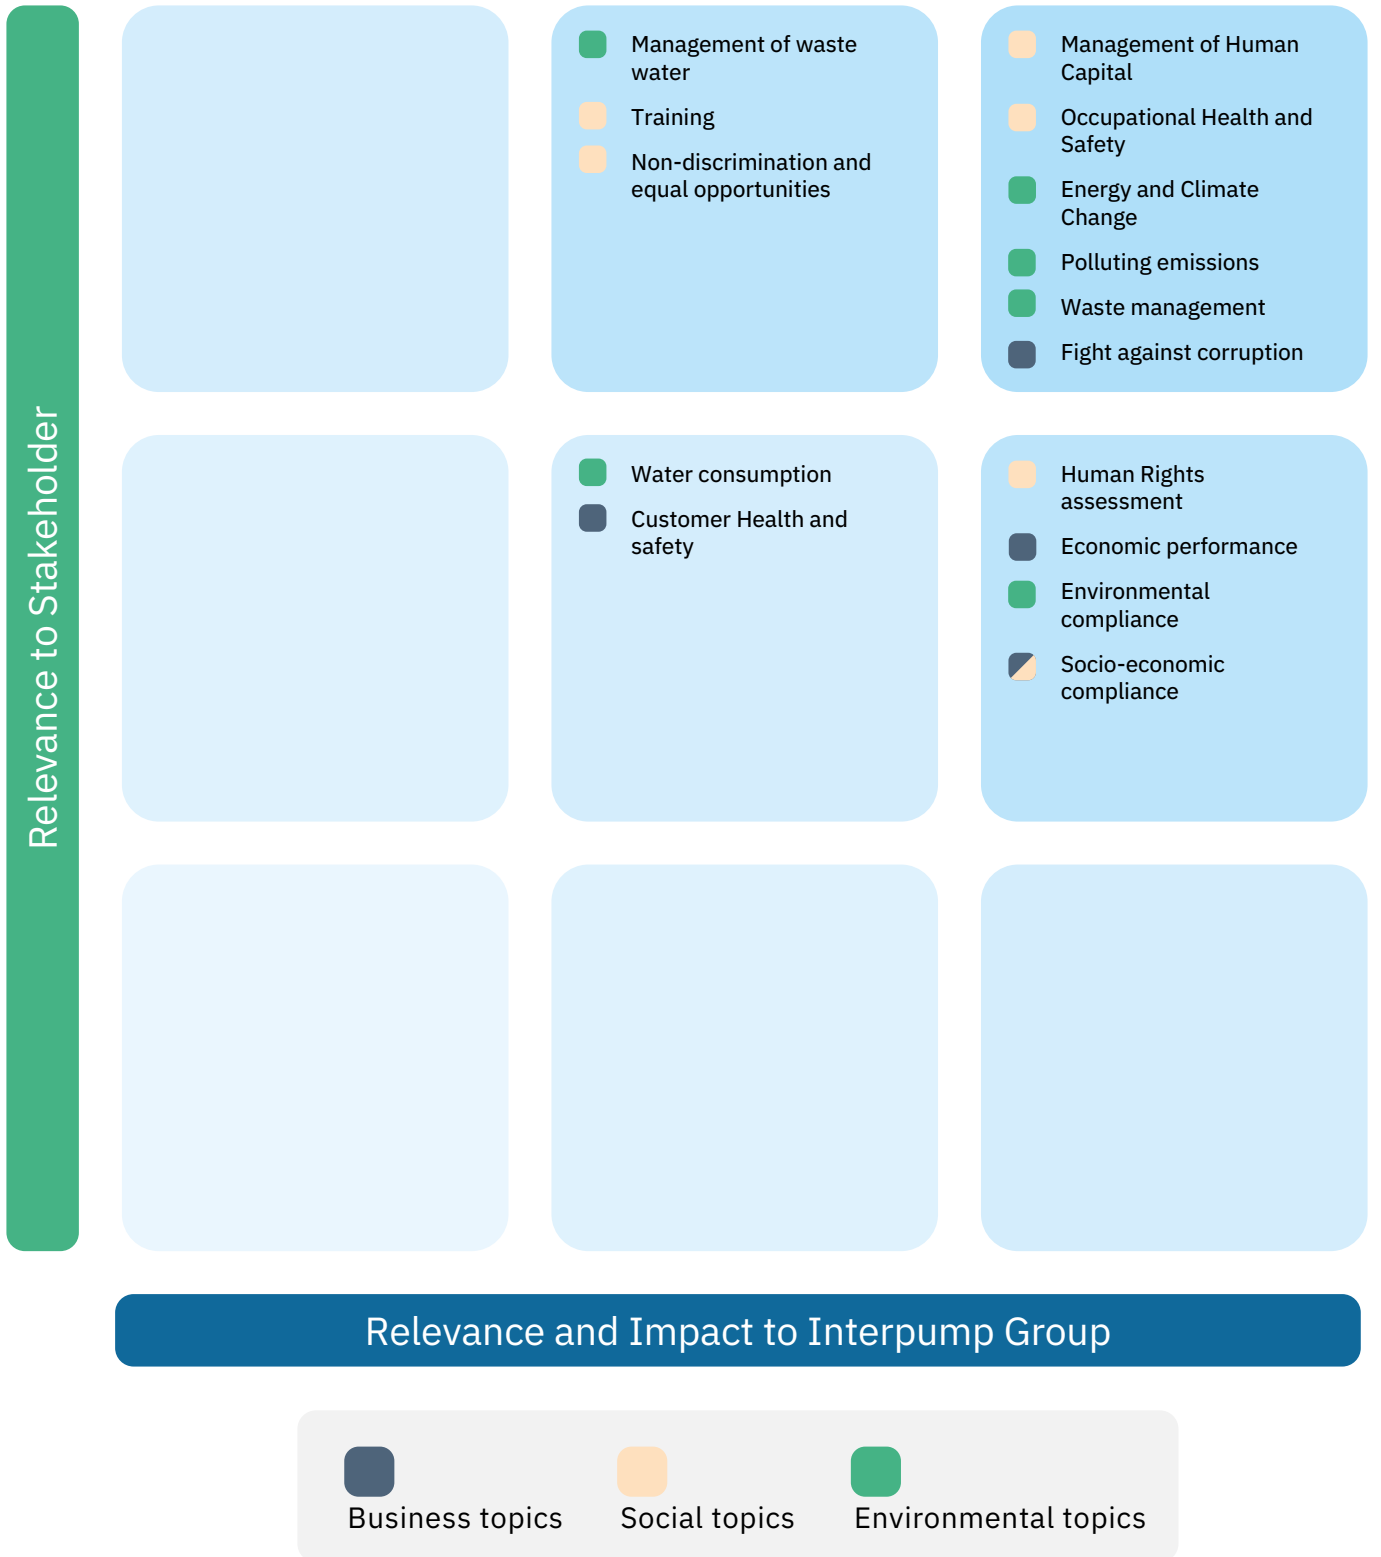 Relevance to Stakeholder
Management of waste
water
Training
Non-discrimination and
equal opportunities
Management of Human
Capital
Occupational Health and
Safety
Energy and Climate
Change
Polluting emissions
Waste management
Fight against corruption
Water consumption
Customer Health and
safety
Human Rights
assessment
Economic performance
Environmental
compliance
Socio-economic
compliance
Relevance and Impact to Interpump Group
Business topics
Social topics
Environmental topics